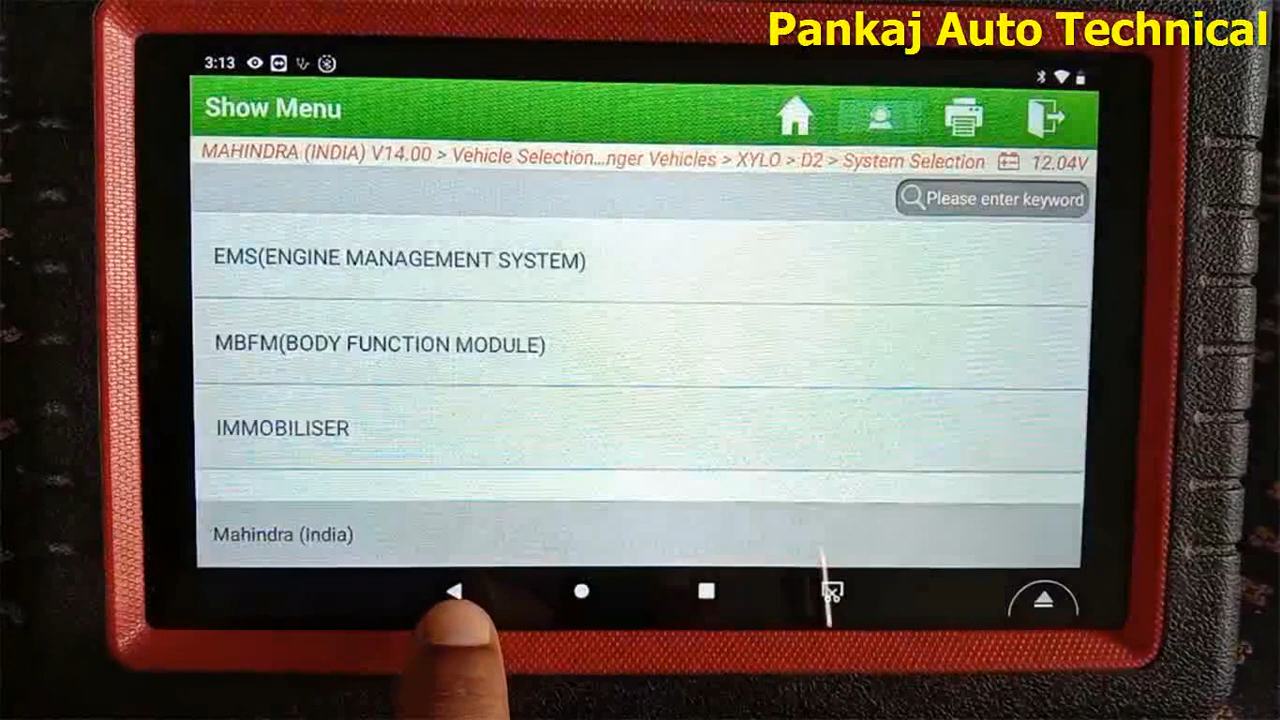 Pankaj Auto Technical
3:13
Show Menu
MAHINDRA (INDIA) V14.00 > Vehicle Selection...nger Vehicles > XYLO > D2 > System Selection 12.04V
Please enter keyword
EMS(ENGINE MANAGEMENT SYSTEM)
MBFM(BODY FUNCTION MODULE)
IMMOBILISER
Mahindra (India)